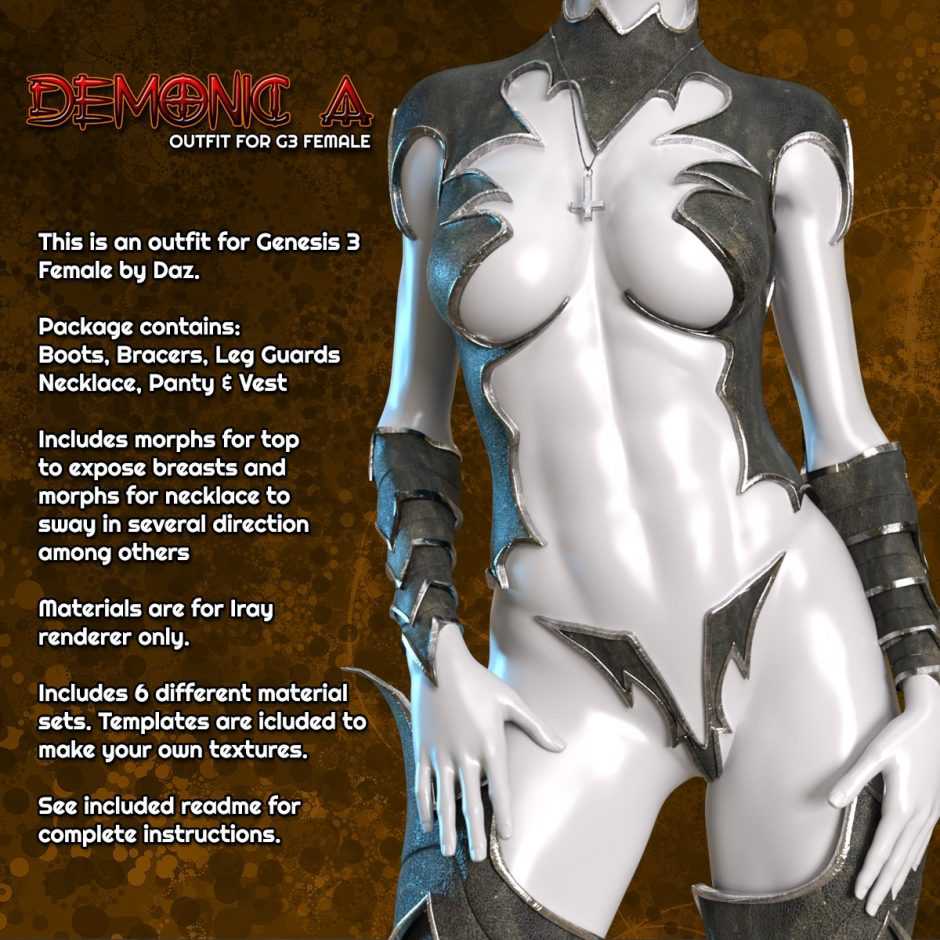 DEMONIC A
OUTFIT FOR G3 FEMALE
This is an outfit for Genesis 3
Female by Daz.
Package contains:
Boots, Bracers, Leg Guards
Necklace, Panty & Vest
Includes morphs for top
to expose breasts and
morphs for necklace to
sway in several direction
among others
Materials are for Iray
renderer only.
Includes 6 different material
sets. Templates are icluded to
make your own textures.
See included readme for
complete instructions.